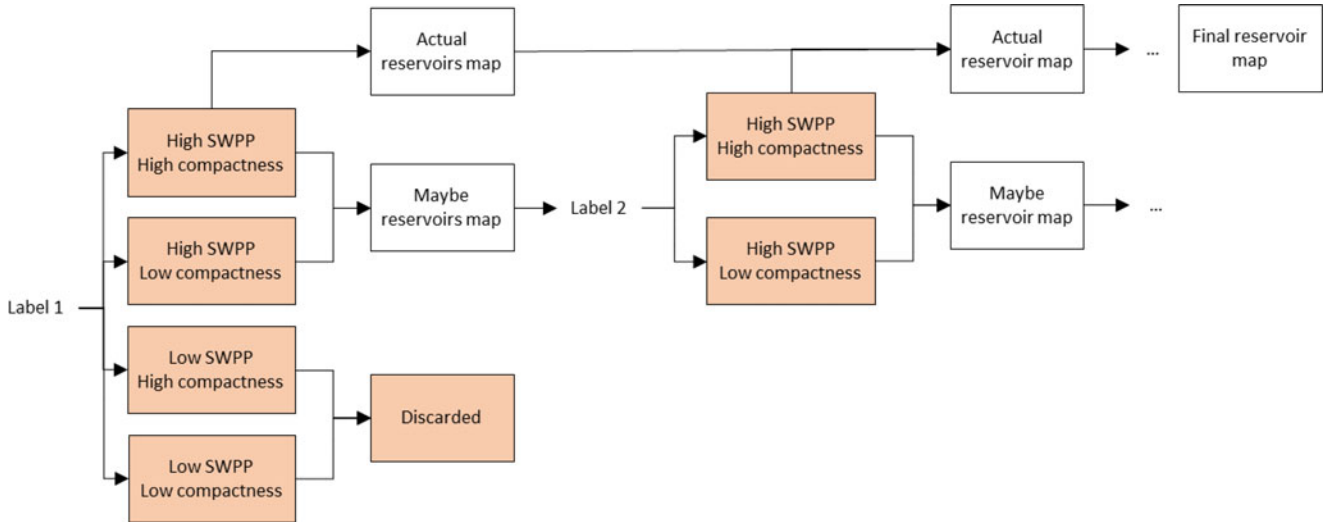 Actual
reservoirs map
Actual
reservoir map
...
Final reservoir
map
High SWPP
High compactness
High SWPP
High compactness
Maybe
reservoirs map
Label 2
Maybe
reservoir map
...
High SWPP
Low compactness
High SWPP
Low compactness
Label 1
Low SWPP
High compactness
Discarded
Low SWPP
Low compactness